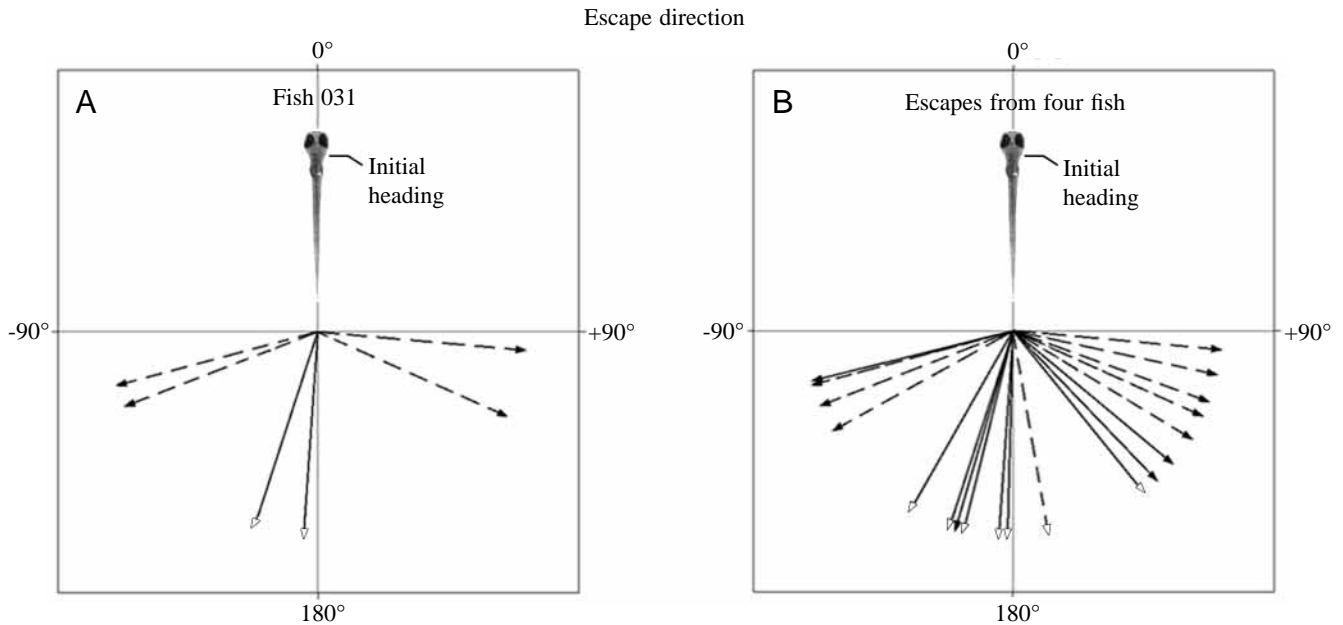 Escape direction
0°
A
Fish 031
Initial
heading
-90°
+90°
180°
0°
B
Escapes from four fish
Initial
heading
-90°
+90°
180°